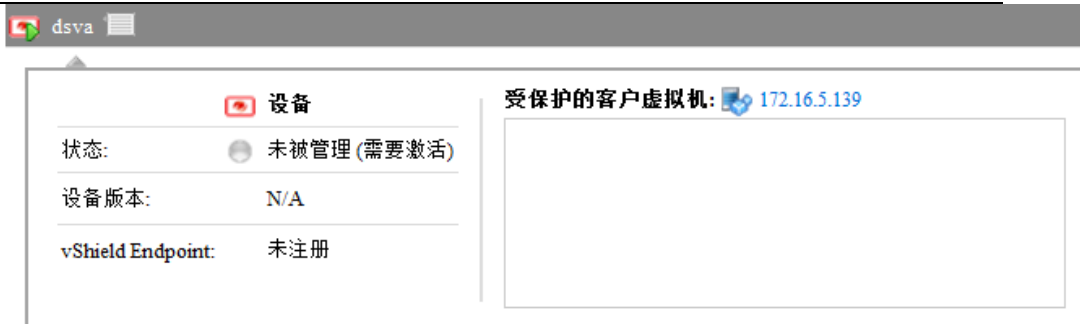 dsva
设备
状态: 未被管理 (需要激活)
设备版本: N/A
vShield Endpoint: 未注册
受保护的客户虚拟机: 172.16.5.139